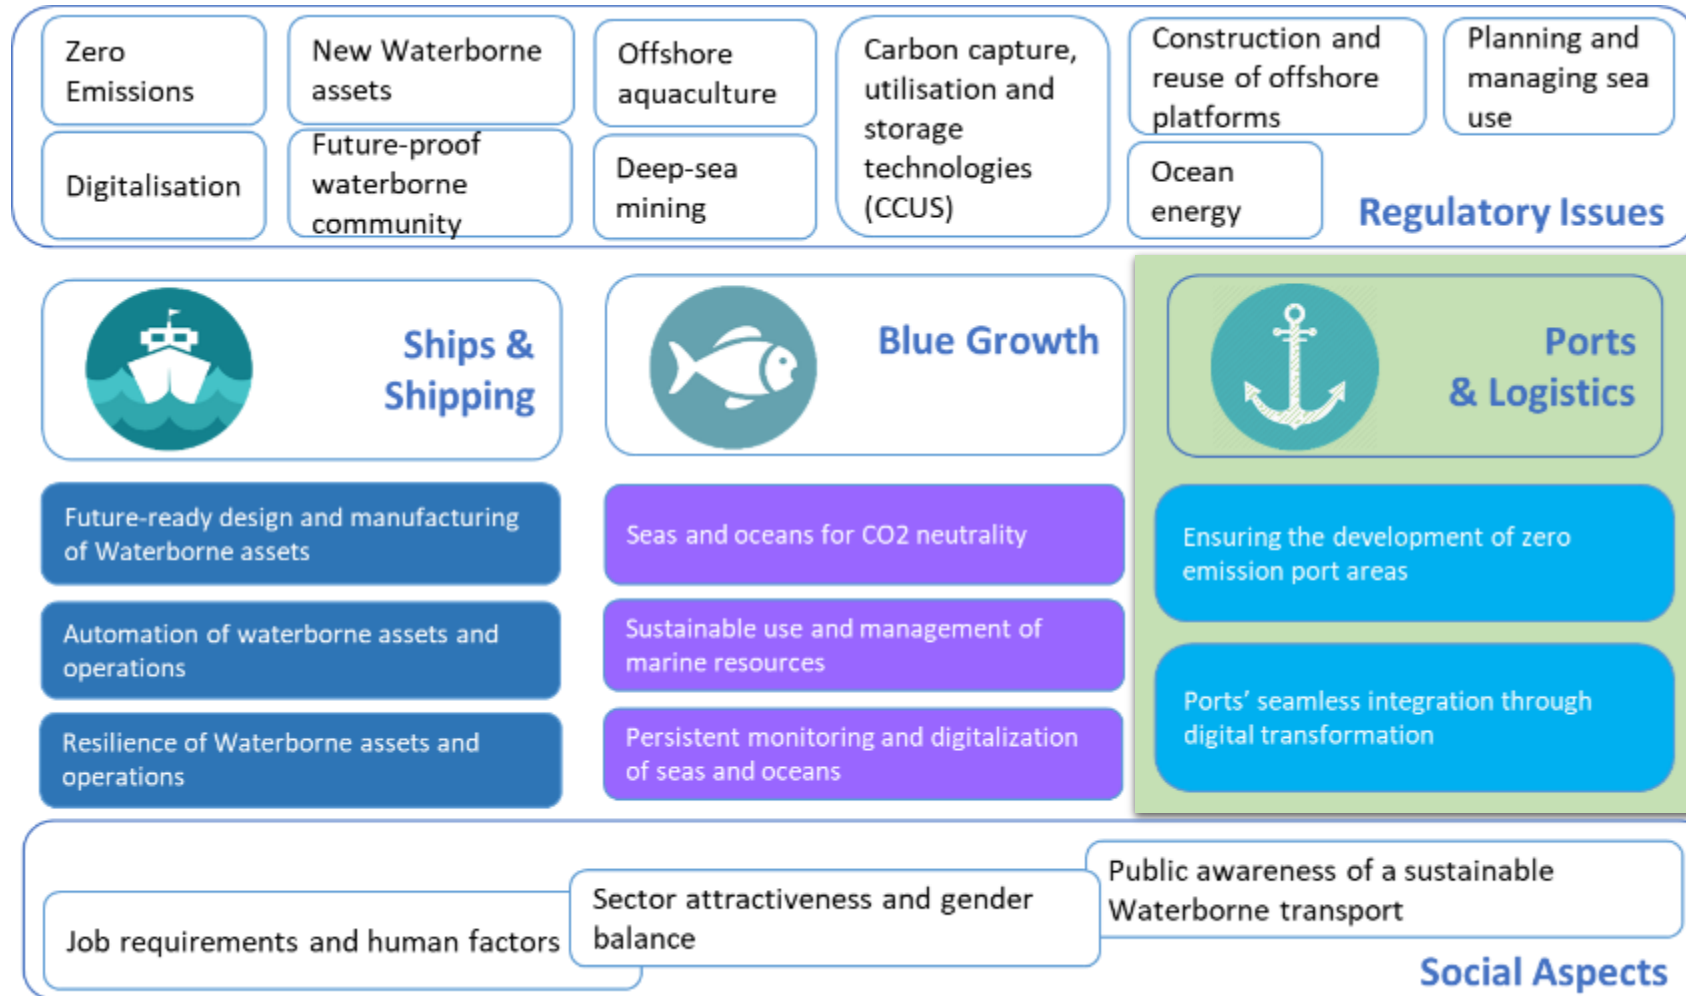 Zero
Emissions
New Waterborne
assets
Offshore
aquaculture
Carbon capture,
utilisation and
storage
technologies
(CCUS)
Construction and
reuse of offshore
platforms
Planning and
managing sea
use
Digitalisation
Future-proof
waterborne
community
Deep-sea
mining
Ocean
energy
Regulatory Issues
Ships &
Shipping
Blue Growth
Ports
& Logistics
Future-ready design and manufacturing
of Waterborne assets
Automation of waterborne assets and
operations
Resilience of Waterborne assets and
operations
Seas and oceans for CO2 neutrality
Sustainable use and management of
marine resources
Persistent monitoring and digitalization
of seas and oceans
Ensuring the development of zero
emission port areas
Ports’ seamless integration through
digital transformation
Job requirements and human factors
Sector attractiveness and gender
balance
Public awareness of a sustainable
Waterborne transport
Social Aspects